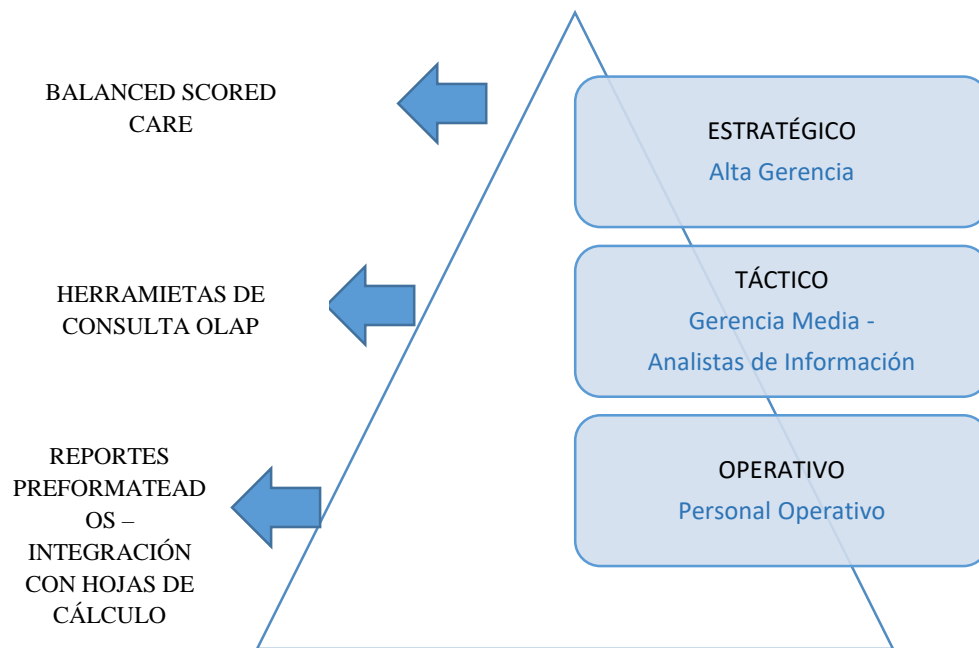 BALANCED SCORED
CARE
ESTRATÉGICO
Alta Gerencia
HERRAMIETAS DE
CONSULTA OLAP
TÁCTICO
Gerencia Media -
Analistas de Información
REPORTES
PREFORMATEAD
OS –
INTEGRACIÓN
CON HOJAS DE
CÁLCULO
OPERATIVO
Personal Operativo